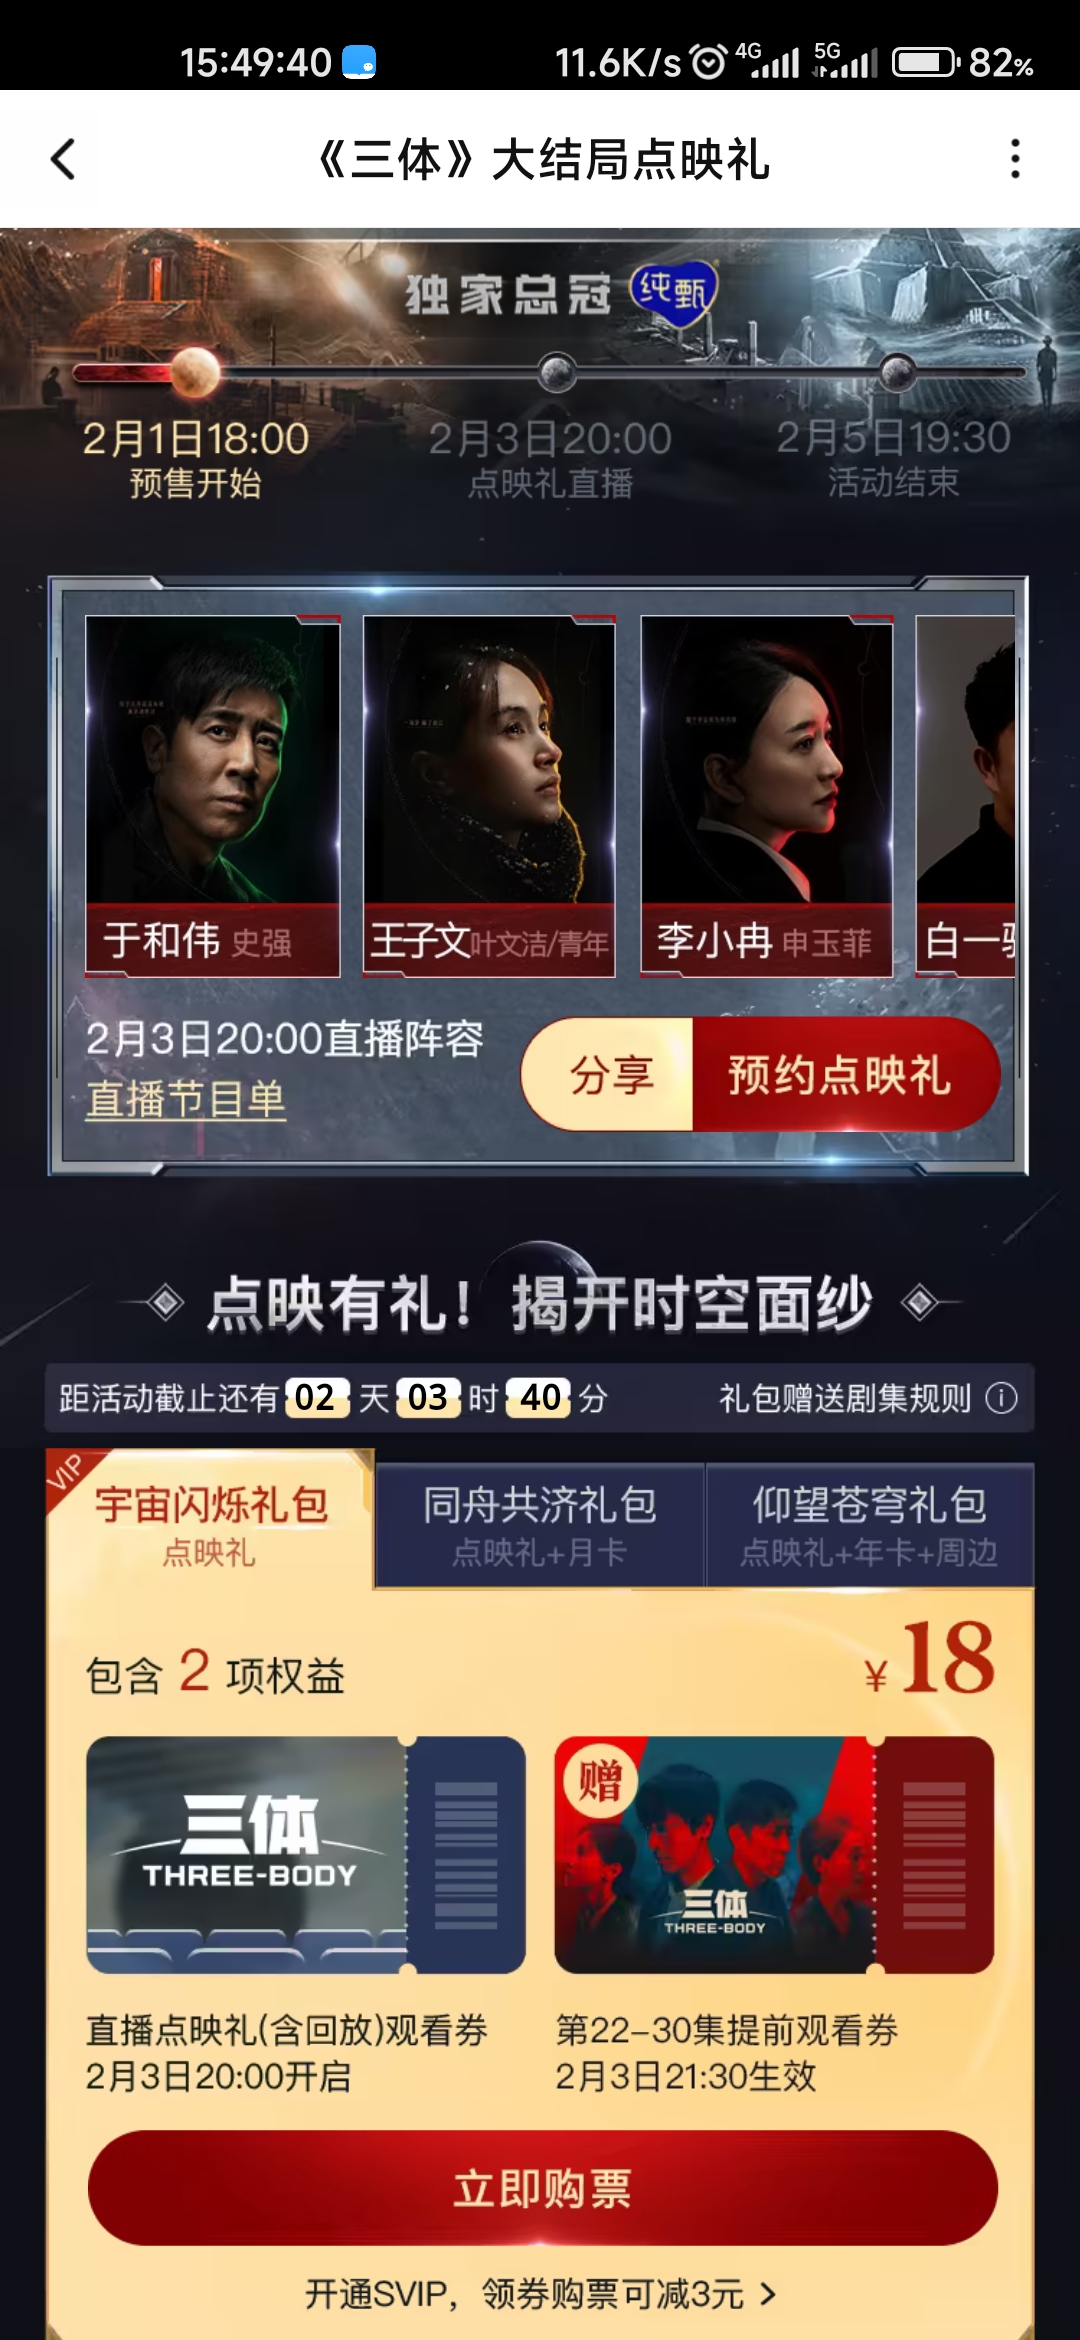 15:49:40 11.6K/s 4G 5G 82%
《三体》大结局点映礼
独家总冠 纯甄
2月1日18:00 2月3日20:00 2月5日19:30
预售开始 点映礼直播 活动结束
于和伟 史强 王子文 叶文洁/青年 李小冉 申玉菲 白一
2月3日20:00直播阵容
直播节目单
分享 预约点映礼
点映有礼！揭开时空面纱
距活动截止还有 02 天 03 时 40 分 礼包赠送剧集规则
VIP
宇宙闪烁礼包 同舟共济礼包 仰望苍穹礼包
点映礼 点映礼+月卡 点映礼+年卡+周边
包含 2 项权益 ¥18
三体
THREE-BODY
赠
三体
THREE-BODY
直播点映礼(含回放)观看券
2月3日20:00开启
第22-30集提前观看券
2月3日21:30生效
立即购票
开通SVIP，领券购票可减3元 >